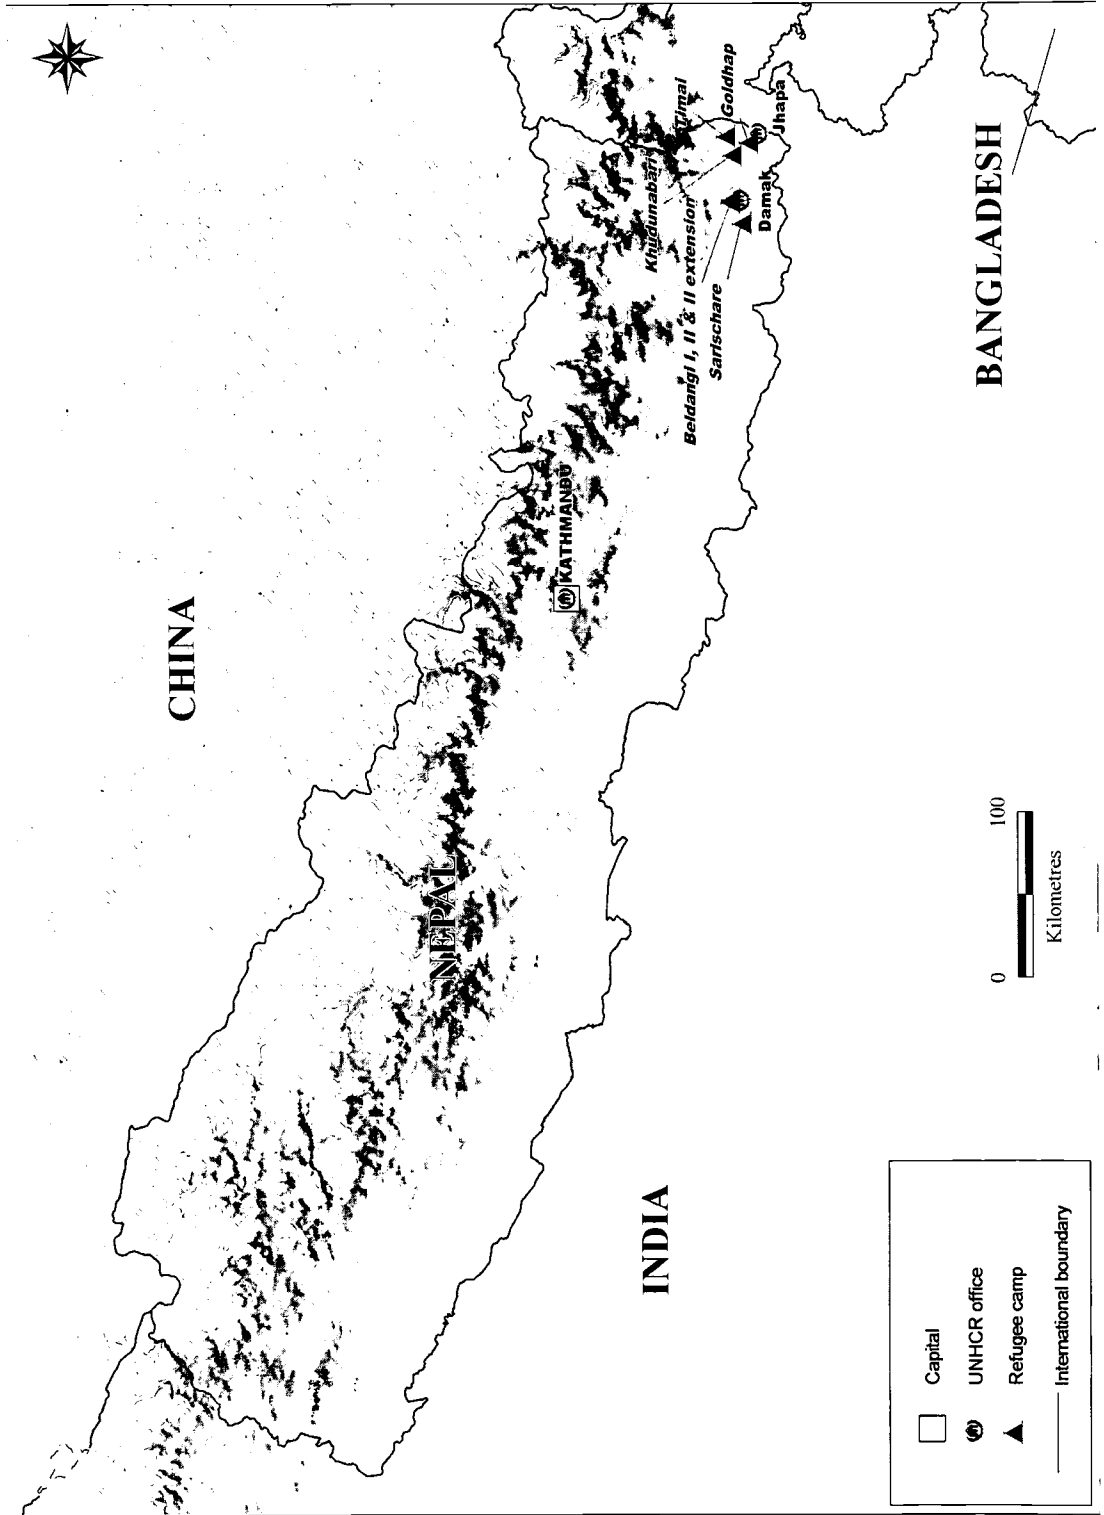 CHINA
NEPAL
KATHMANDU
Khudunabari
Timai
Goldhap
Jhapa
Damak
Beldangi I, II & II extension
Sarischare
INDIA
BANGLADESH
0
100
Kilometres
Capital
UNHCR office
Refugee camp
International boundary